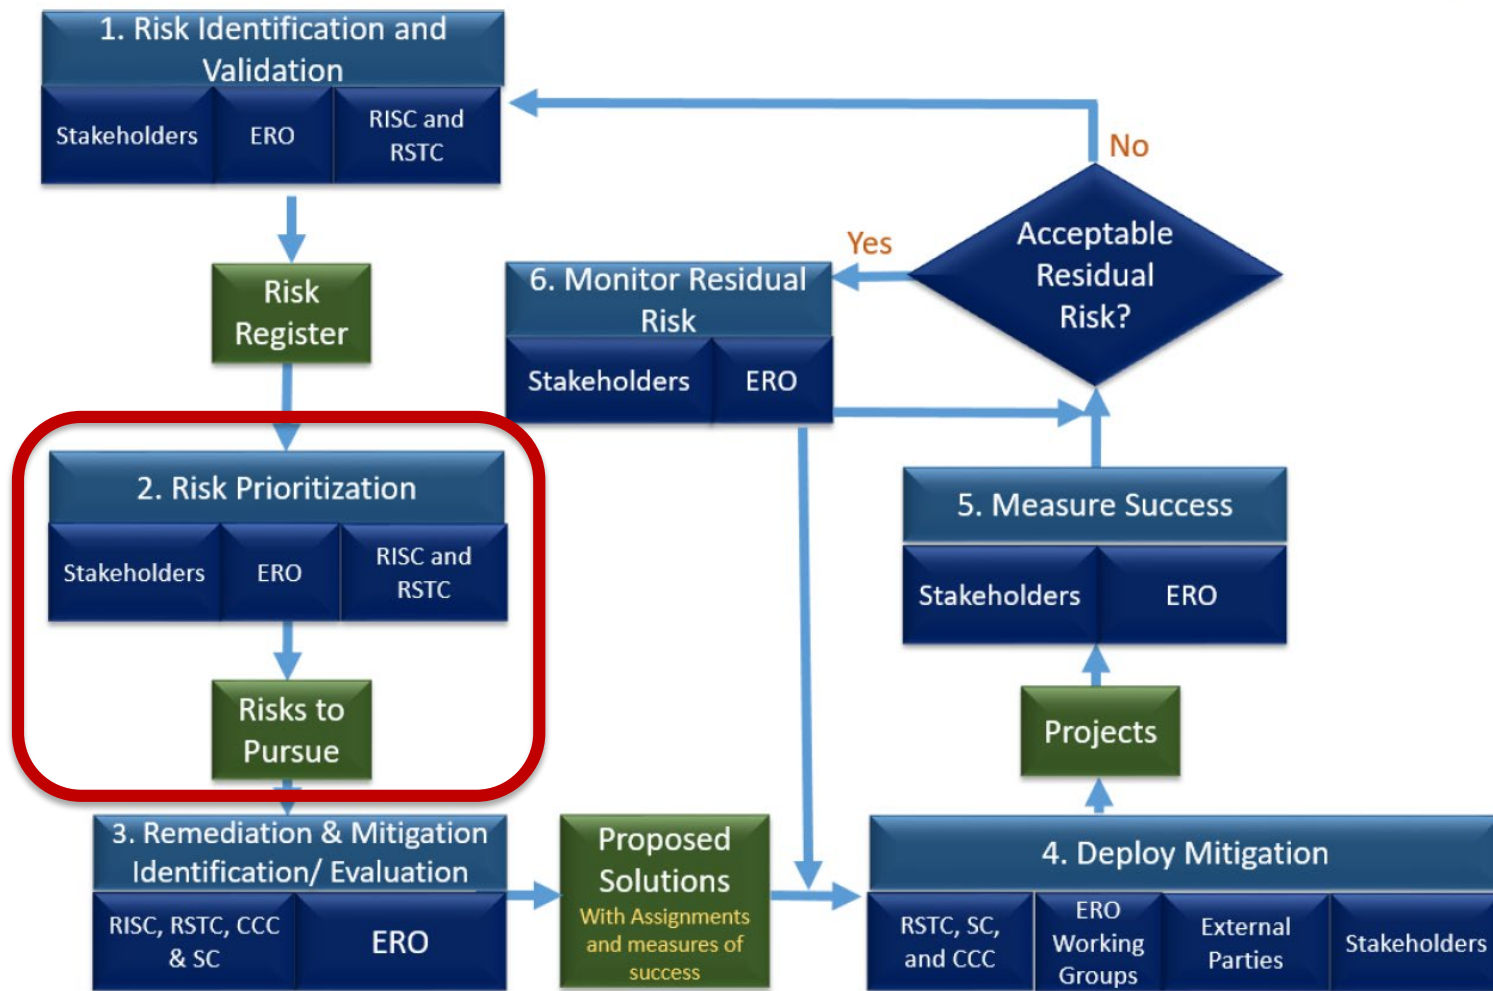 1. Risk Identification and
Validation
Stakeholders
ERO
RISC and
RSTC
Risk
Register
2. Risk Prioritization
Stakeholders
ERO
RISC and
RSTC
Risks to
Pursue
3. Remediation & Mitigation
Identification/ Evaluation
RISC, RSTC, CCC
& SC
ERO
Proposed
Solutions
With Assignments
and measures of
success
4. Deploy Mitigation
RSTC, SC,
and CCC
ERO
Working
Groups
External
Parties
Stakeholders
Projects
5. Measure Success
Stakeholders
ERO
Acceptable
Residual
Risk?
No
Yes
6. Monitor Residual
Risk
Stakeholders
ERO